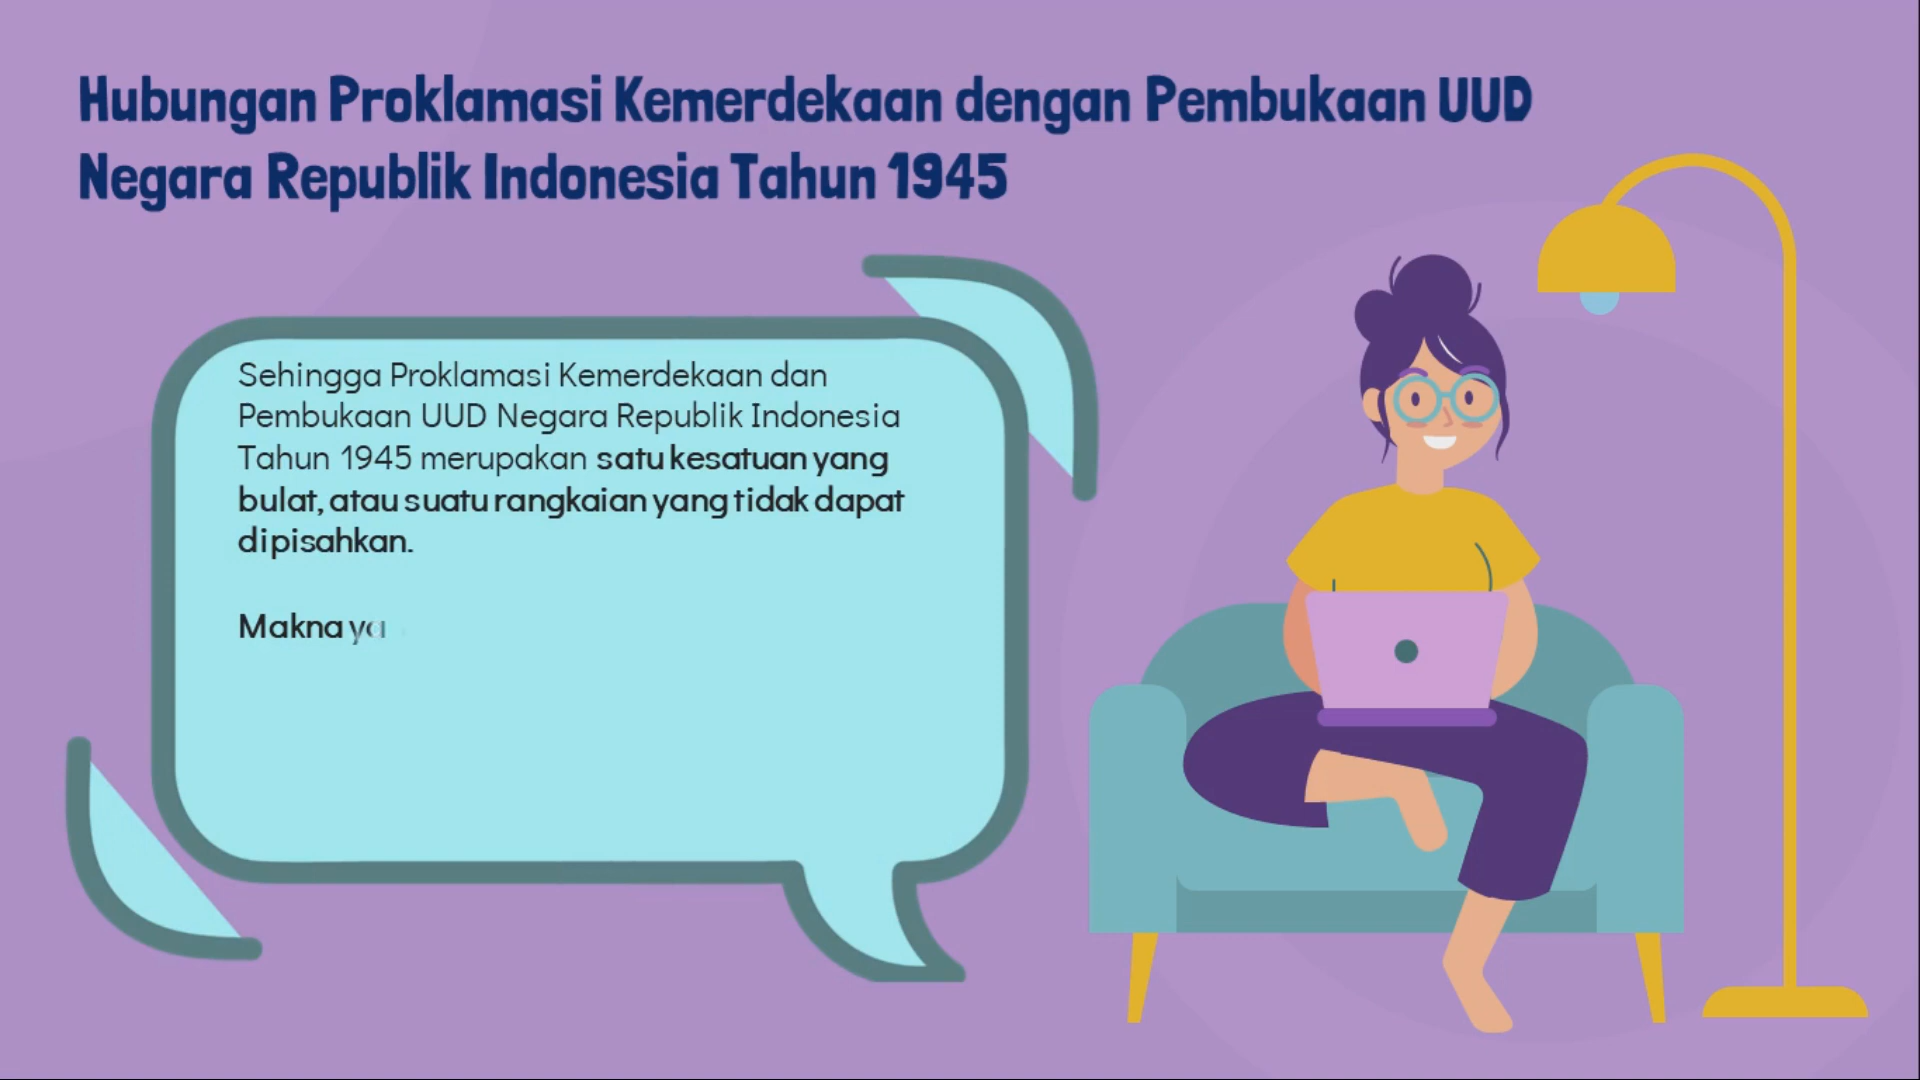 Hubungan Proklamasi Kemerdekaan dengan Pembukaan UUD
Negara Republik Indonesia Tahun 1945
Sehingga Proklamasi Kemerdekaan dan
Pembukaan UUD Negara Republik Indonesia
Tahun 1945 merupakan satu kesatuan yang
bulat, atau suatu rangkaian yang tidak dapat
dipisahkan.
Makna